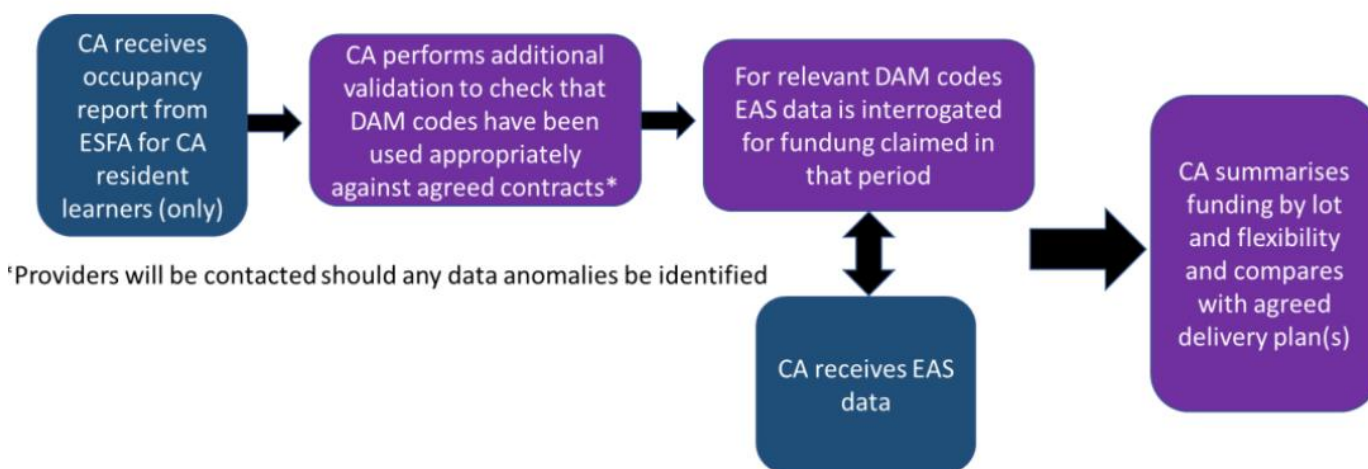 CA receives
occupancy
report from
ESFA for CA
resident
learners (only)
CA performs additional
validation to check that
DAM codes have been
used appropriately
against agreed contracts*
For relevant DAM codes
EAS data is interrogated
for fundung claimed in
that period
CA summarises
funding by lot
and flexibility
and compares
with agreed
delivery plan(s)
*Providers will be contacted should any data anomalies be identified
CA receives EAS
data